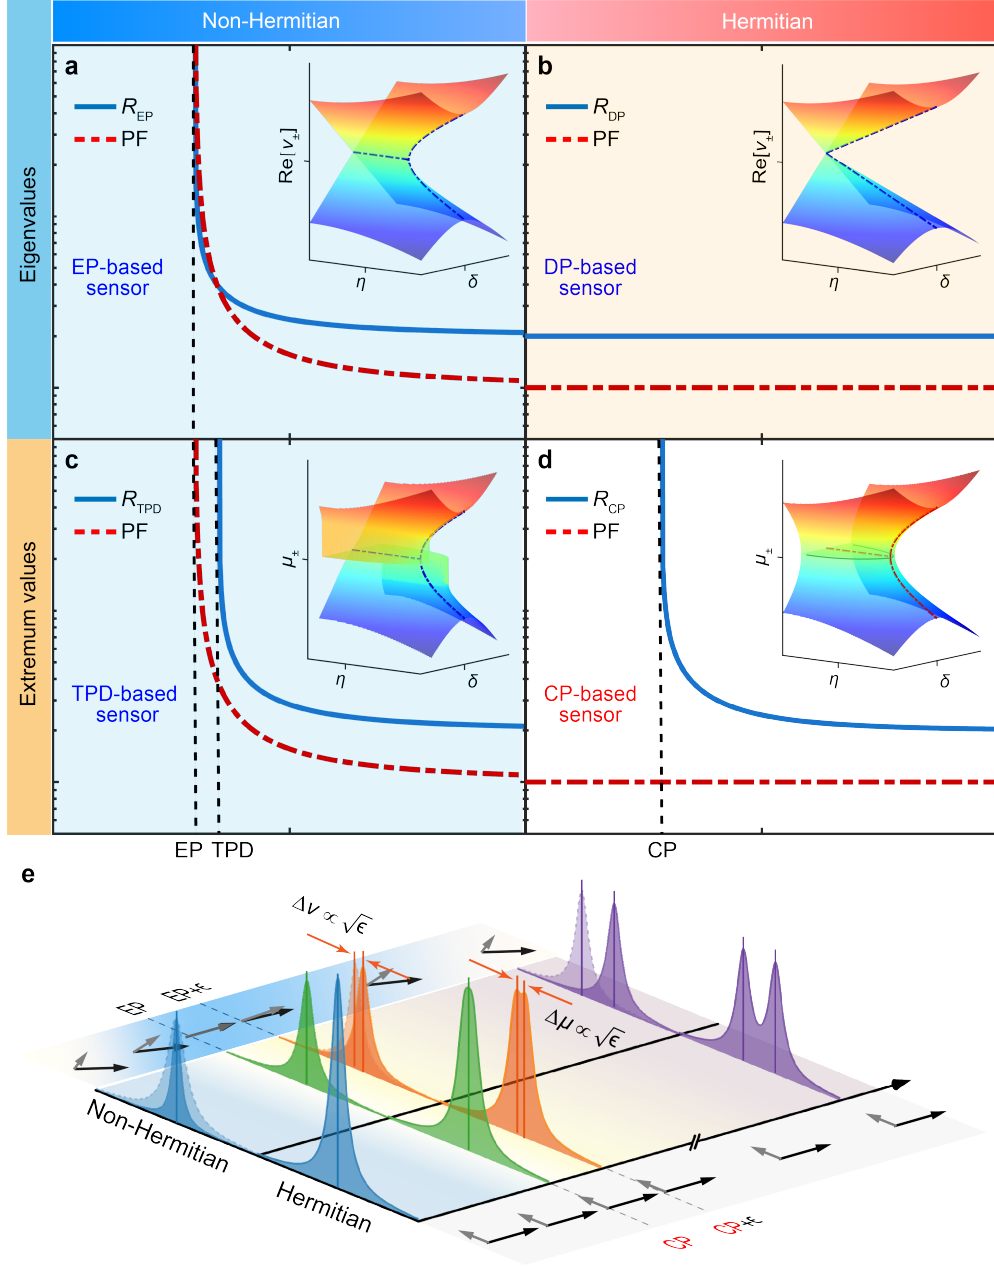 Non-Hermitian
Hermitian
Eigenvalues
Extremum values
a
R_EP
PF
EP-based
sensor
Re[ν±]
η
δ
b
R_DP
PF
DP-based
sensor
Re[ν±]
η
δ
c
R_TPD
PF
TPD-based
sensor
μ±
η
δ
d
R_CP
PF
CP-based
sensor
μ±
η
δ
EP TPD
CP
e
Δν ∝ √ϵ
EP
EP+ϵ
Δμ ∝ √ϵ
Non-Hermitian
Hermitian
CP
CP+ϵ